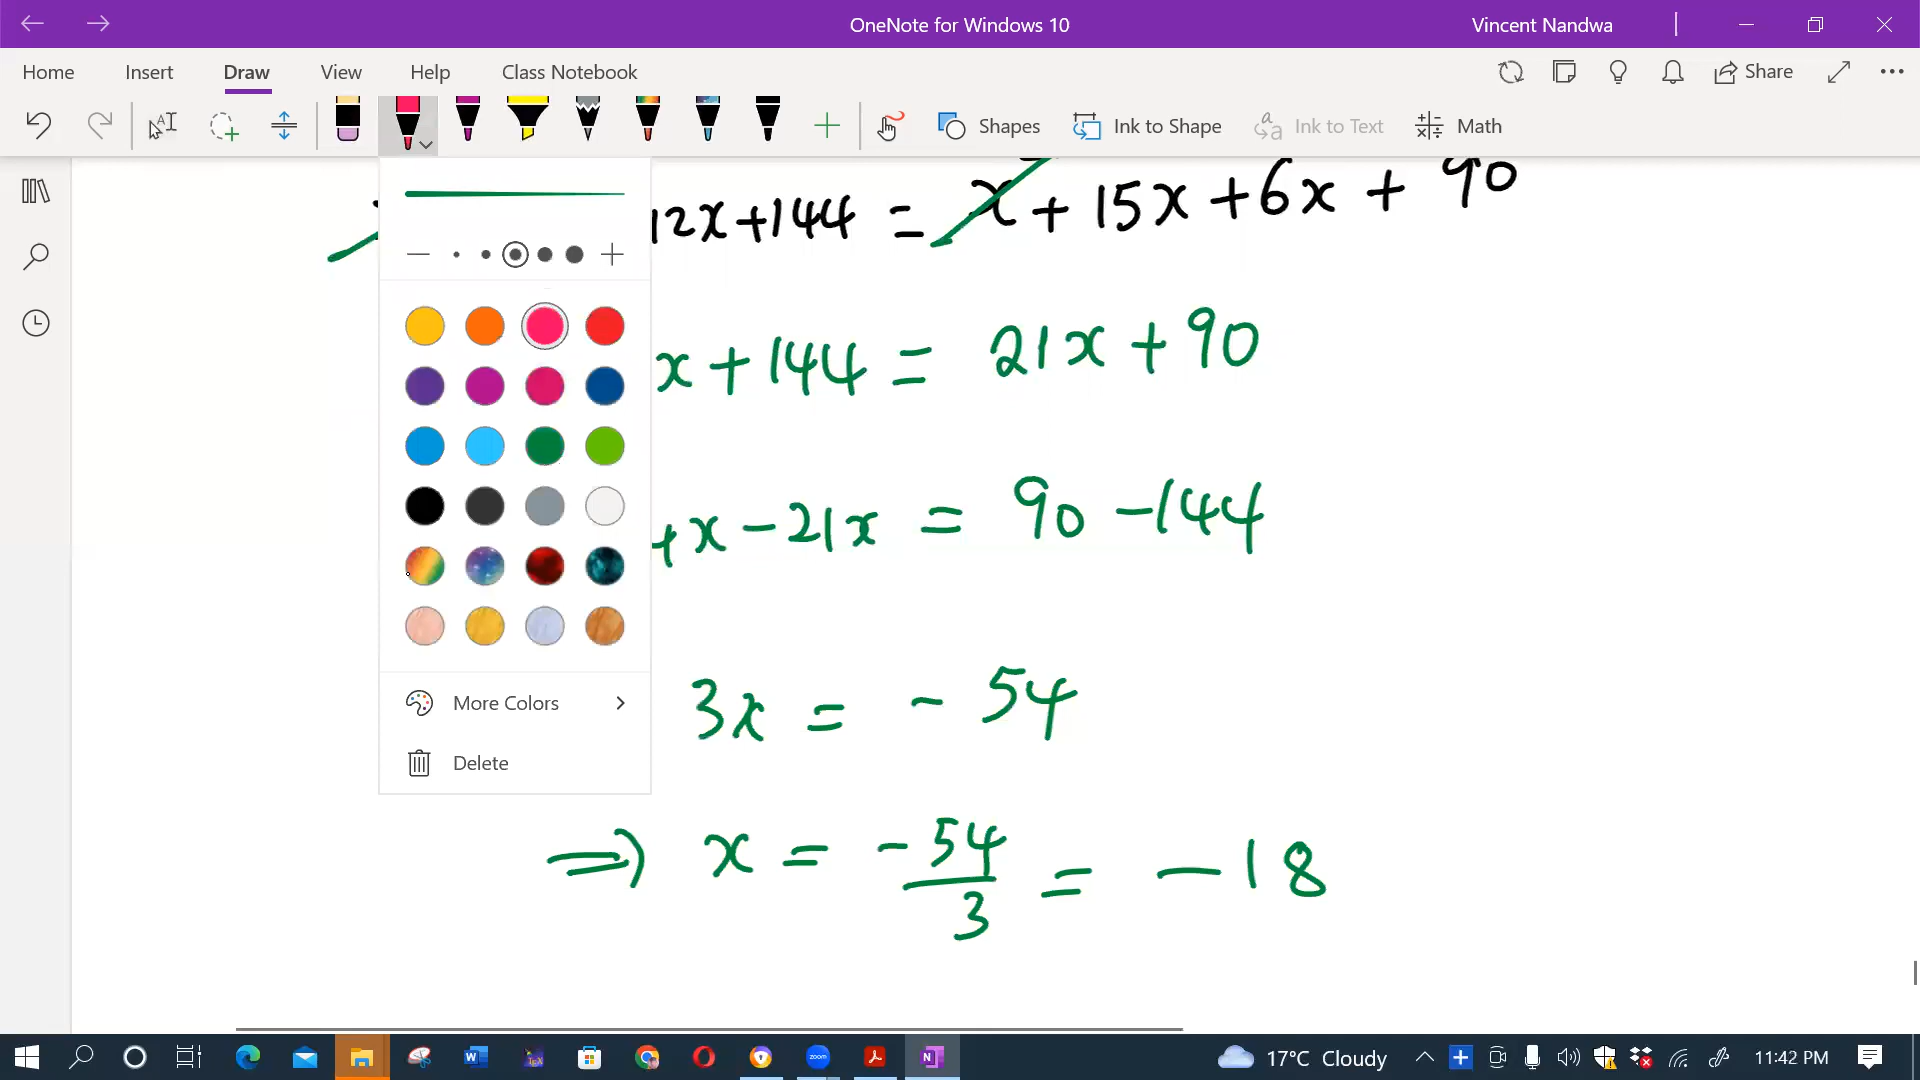 OneNote for Windows 10
Vincent Nandwa
Home Insert Draw View Help Class Notebook
Share
Shapes Ink to Shape Ink to Text Math
12x+144 = x + 15x + 6x + 90
x + 144 = 21x + 90
x - 21x = 90 - 144
3x = - 54
More Colors
Delete
⇒ x = -54/3 = -18
17°C Cloudy
11:42 PM